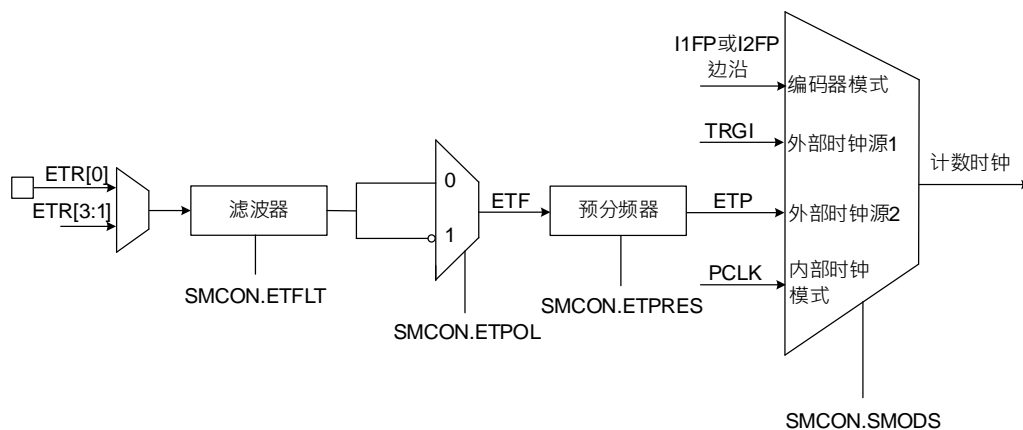 I1FP或I2FP
边沿
编码器模式
TRGI
外部时钟源1
计数时钟
ETR[0]
ETR[3:1]
滤波器
0
1
ETF
预分频器
ETP
外部时钟源2
PCLK
内部时钟
模式
SMCON.ETFLT
SMCON.ETPOL
SMCON.ETPRES
SMCON.SMODS